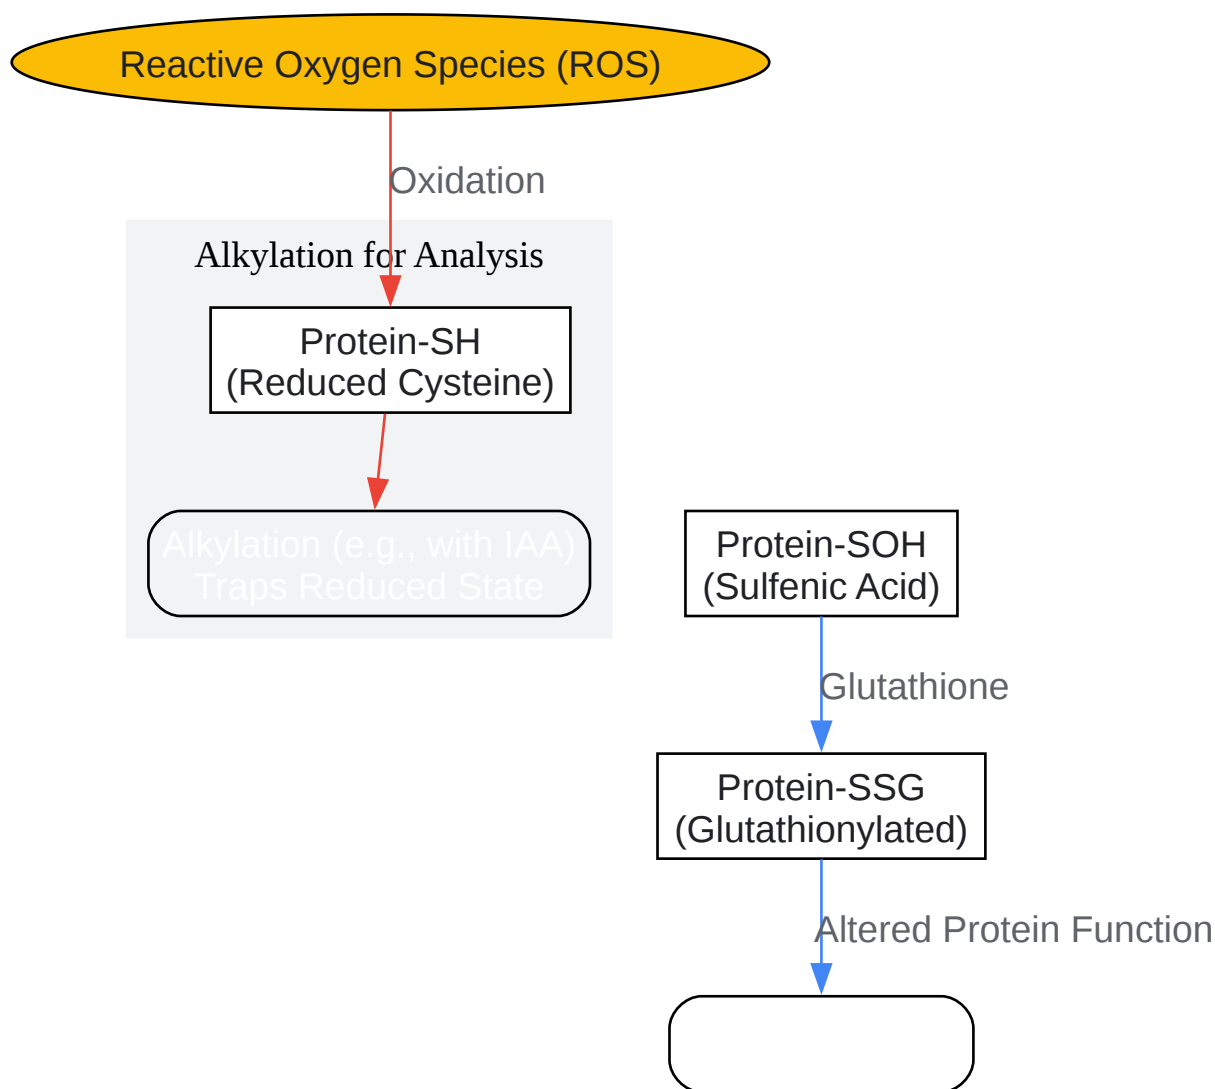 Reactive Oxygen Species (ROS)
Oxidation
Alkylation for Analysis
Protein-SH
(Reduced Cysteine)
Alkylation (e.g., with IAA)
Traps Reduced State
Protein-SOH
(Sulfenic Acid)
Glutathione
Protein-SSG
(Glutathionylated)
Altered Protein Function